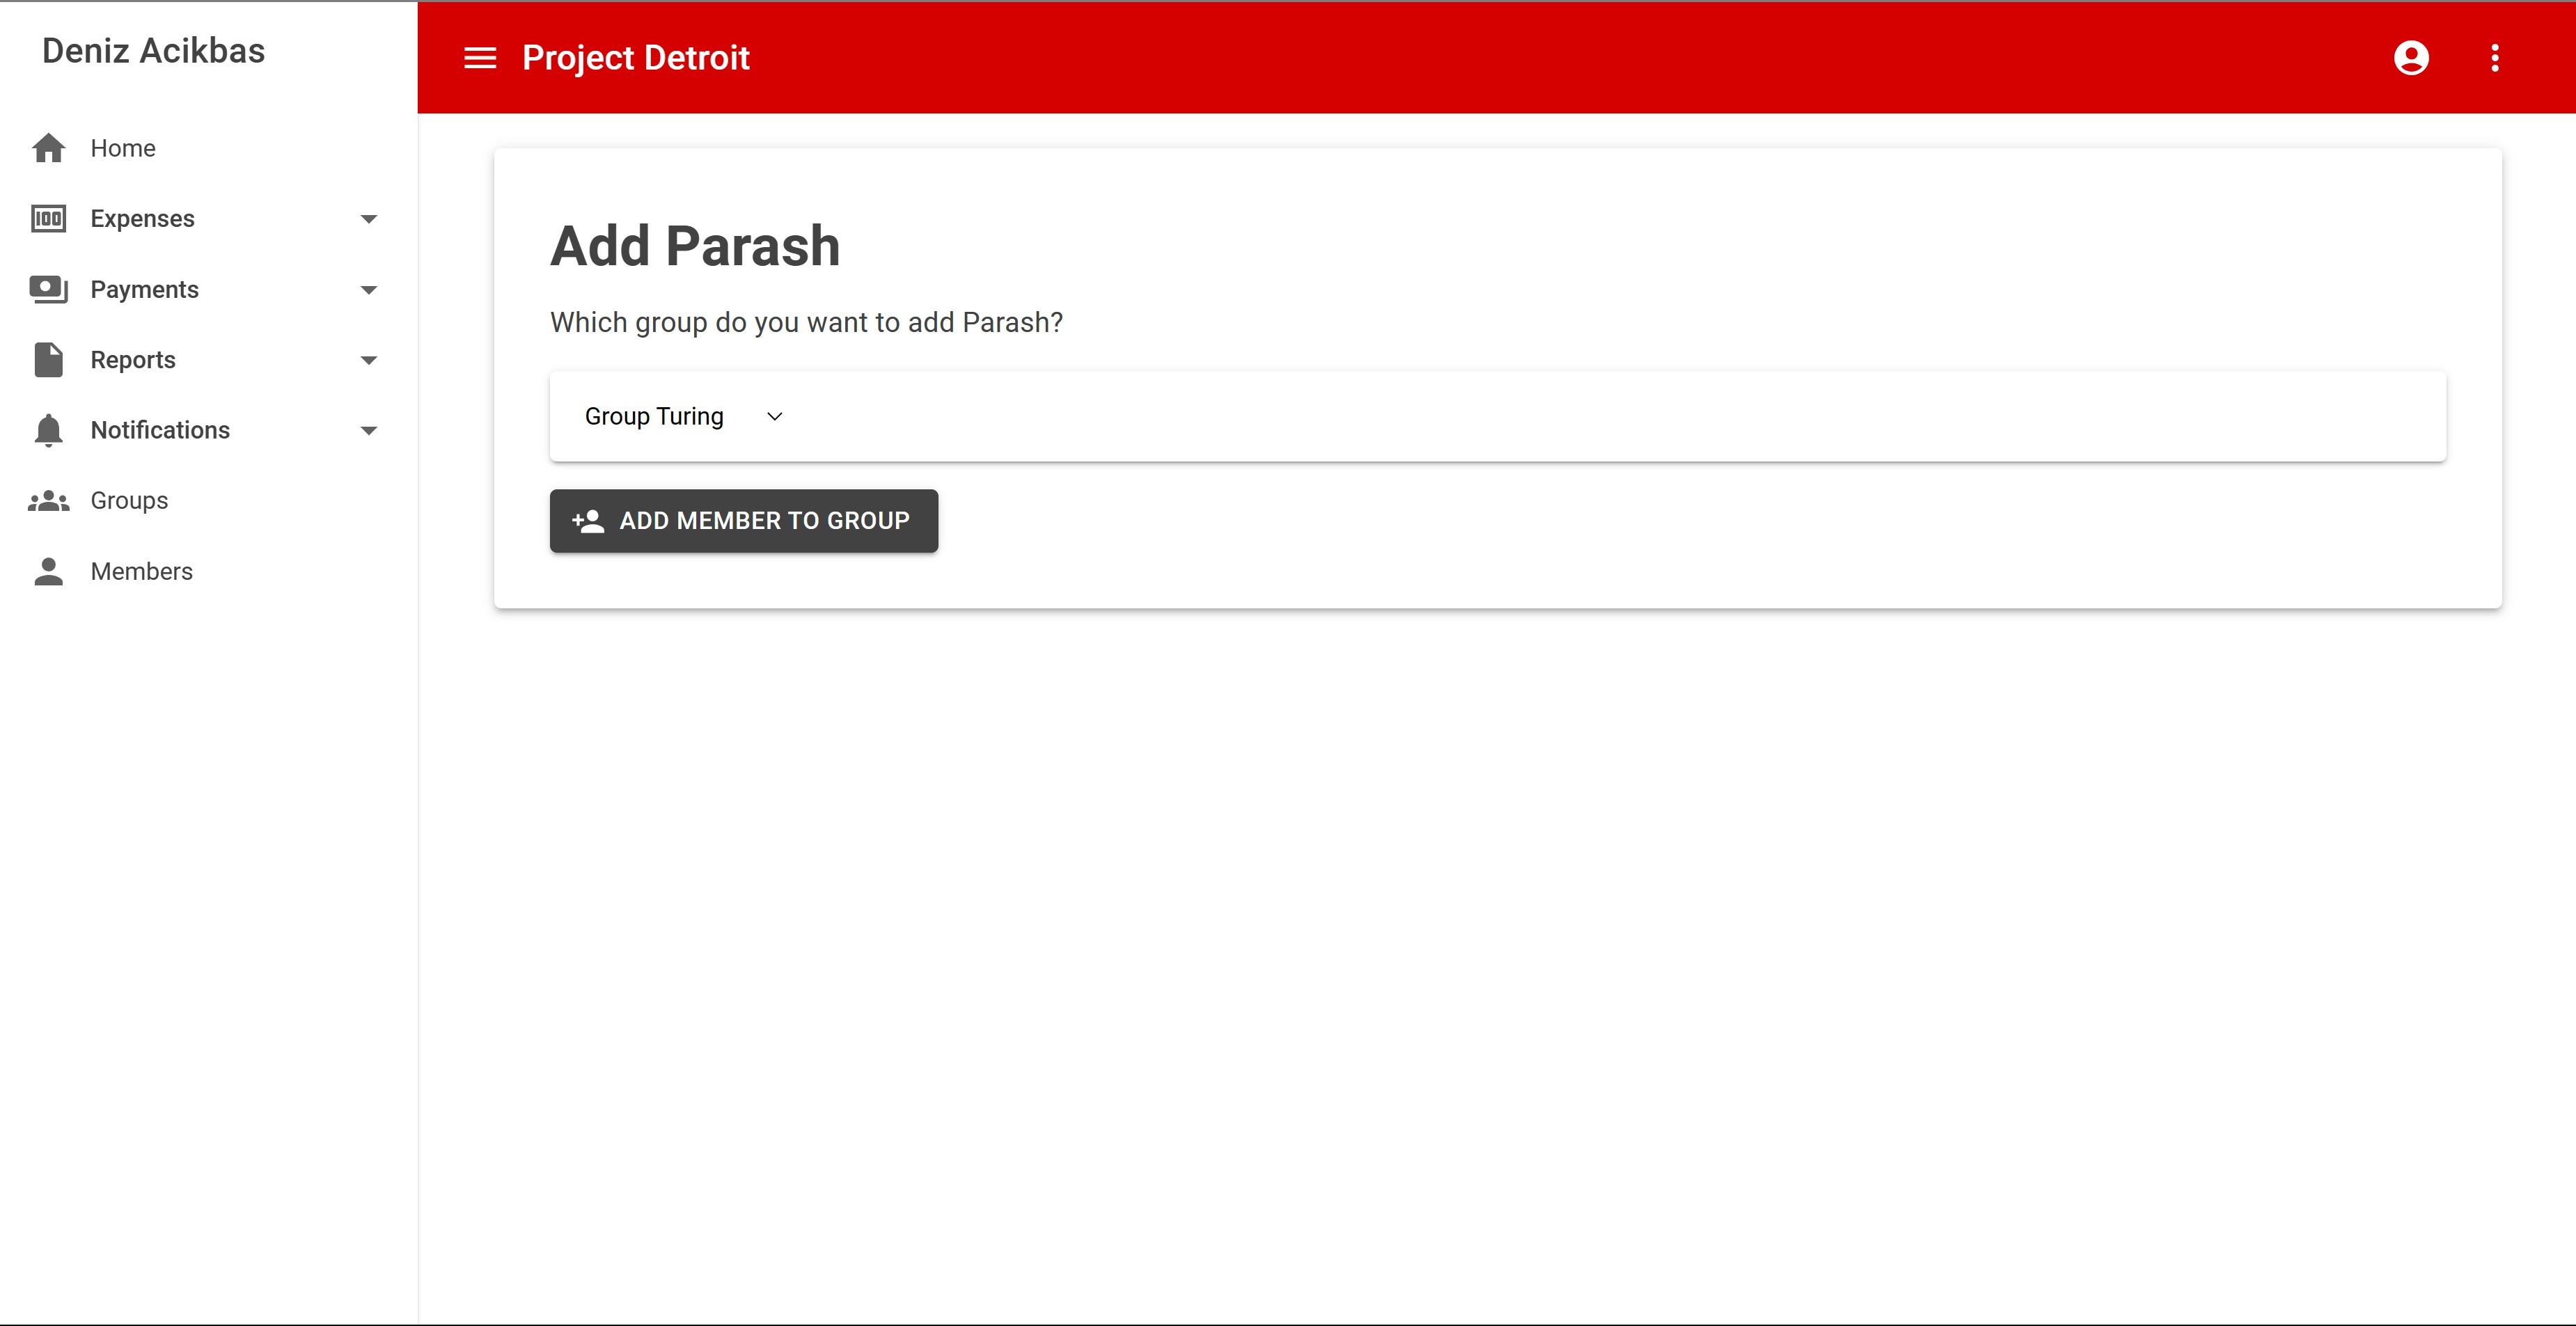 Deniz Acikbas
Project Detroit
Home
Expenses
Payments
Reports
Notifications
Groups
Members
Add Parash
Which group do you want to add Parash?
Group Turing
ADD MEMBER TO GROUP